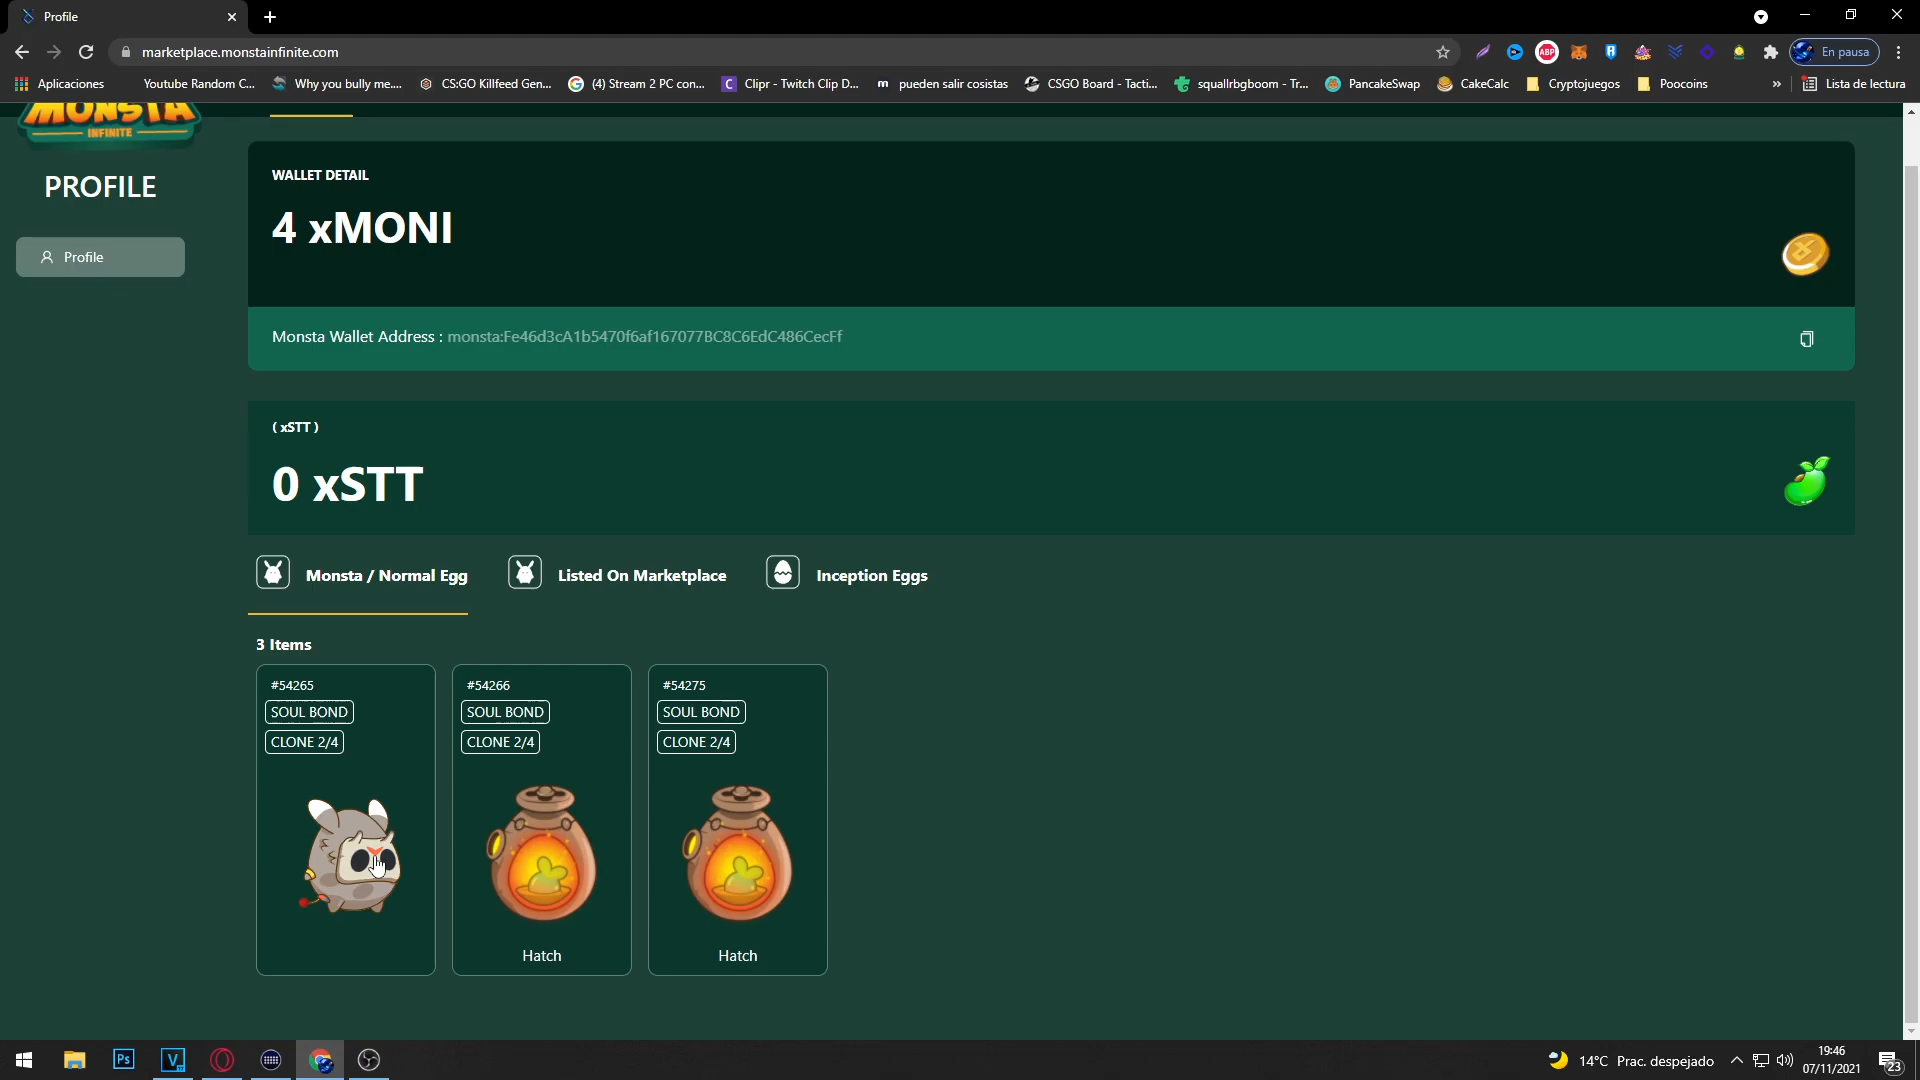 Profile
marketplace.monstainfinite.com
ABP
En pausa
Aplicaciones
Youtube Random C...
Why you bully me....
CS:GO Killfeed Gen...
(4) Stream 2 PC con...
Clipr - Twitch Clip D...
pueden salir cosistas
CSGO Board - Tacti...
squallrbgboom - Tr...
PancakeSwap
CakeCalc
Cryptojuegos
Poocoins
»
Lista de lectura
MONSTA
INFINITE
PROFILE
Profile
WALLET DETAIL
4 xMONI
Monsta Wallet Address : monsta:Fe46d3cA1b5470f6af167077BC8C6EdC486CecFf
( xSTT )
0 xSTT
Monsta / Normal Egg
Listed On Marketplace
Inception Eggs
3 Items
#54265
SOUL BOND
CLONE 2/4
#54266
SOUL BOND
CLONE 2/4
Hatch
#54275
SOUL BOND
CLONE 2/4
Hatch
Ps
V
14°C Prac. despejado
19:46
07/11/2021
23